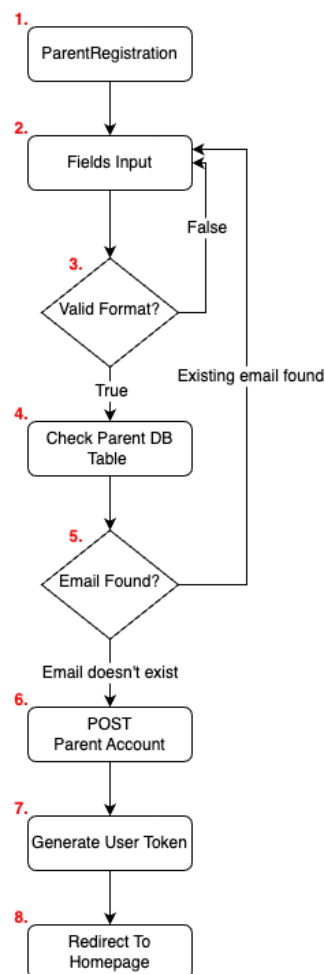 1.
ParentRegistration
2.
Fields Input
False
3.
Valid Format?
Existing email found
True
4.
Check Parent DB
Table
5.
Email Found?
Email doesn't exist
6.
POST
Parent Account
7.
Generate User Token
8.
Redirect To
Homepage